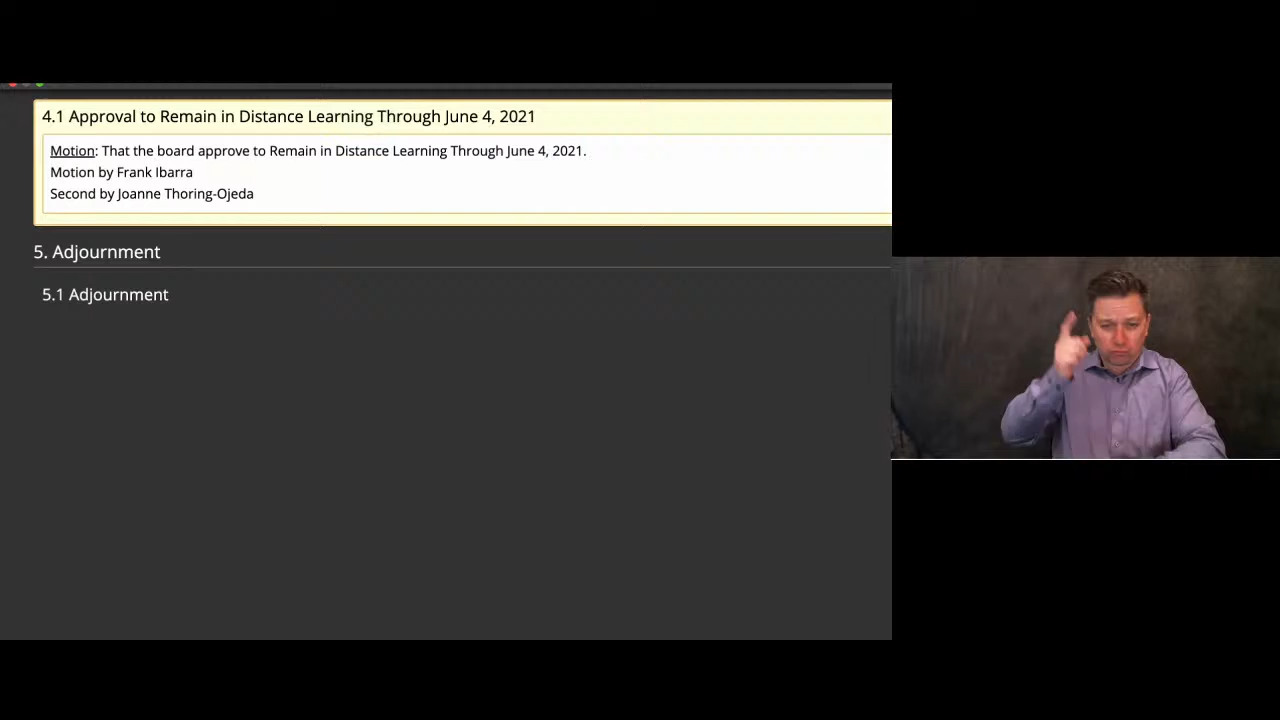 4.1 Approval to Remain in Distance Learning Through June 4, 2021
Motion: That the board approve to Remain in Distance Learning Through June 4, 2021.
Motion by Frank Ibarra
Second by Joanne Thoring-Ojeda
5. Adjournment
5.1 Adjournment